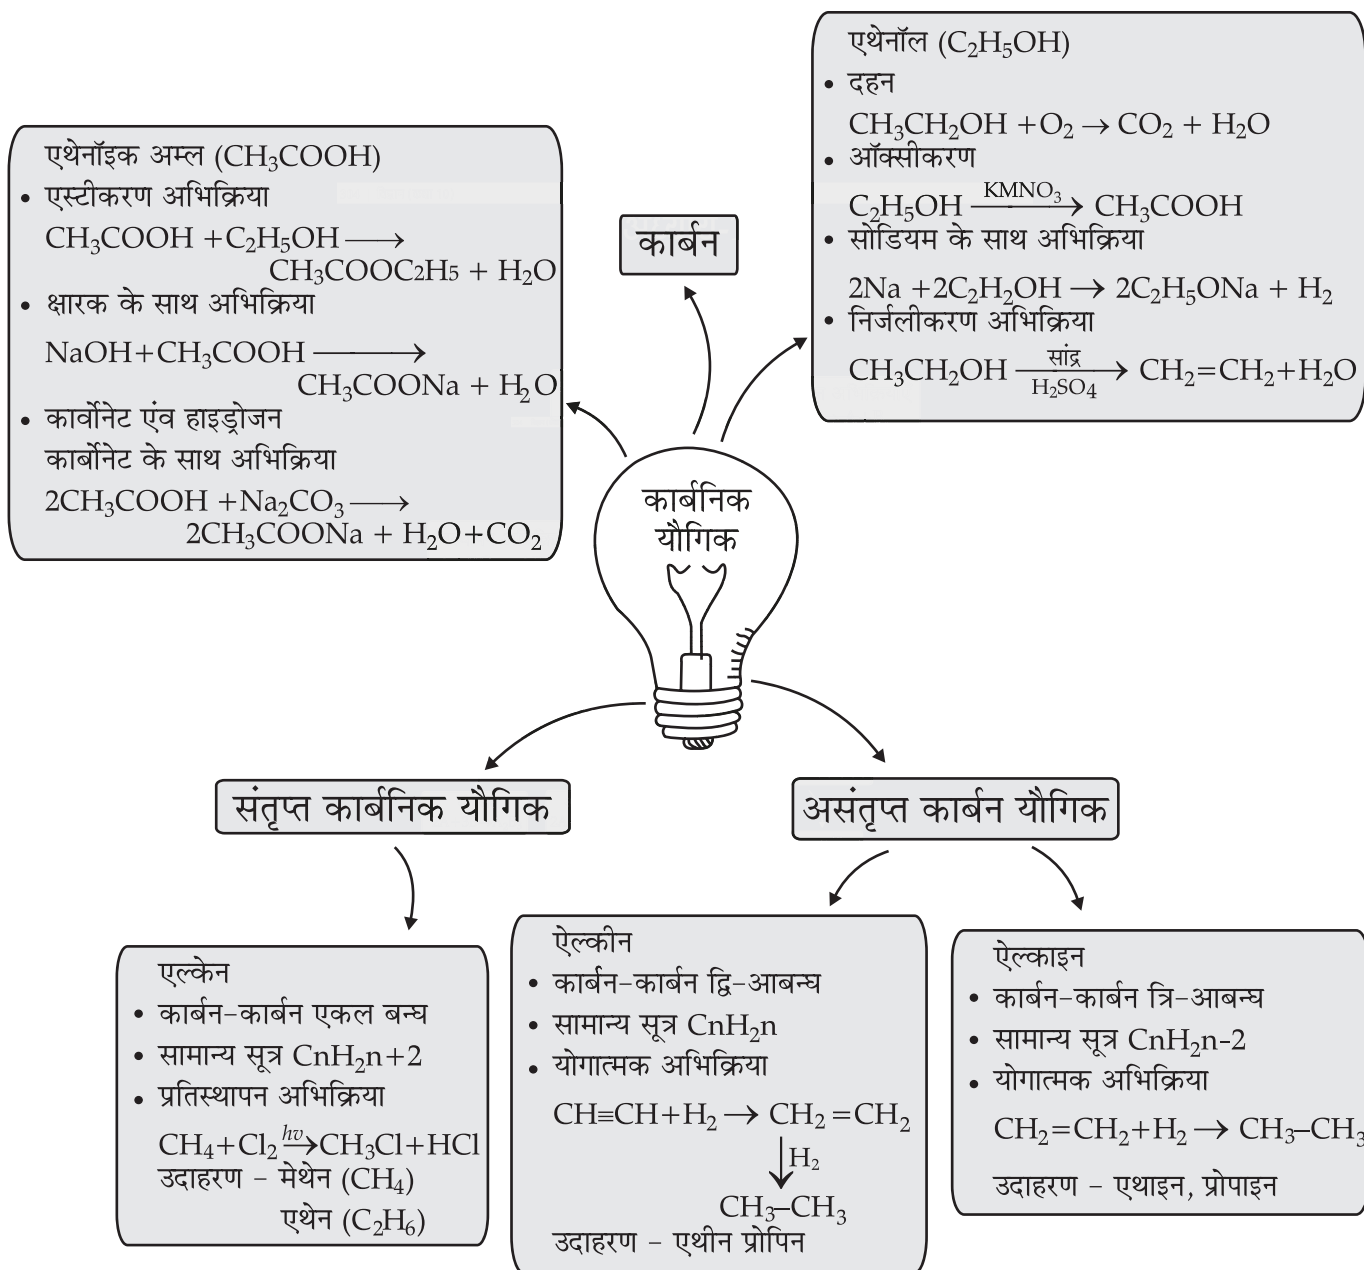 एथेनॉल (C₂H₅OH)
• दहन
CH₃CH₂OH + O₂ → CO₂ + H₂O
• ऑक्सीकरण
C₂H₅OH —KMNO₃→ CH₃COOH
• सोडियम के साथ अभिक्रिया
2Na + 2C₂H₂OH → 2C₂H₅ONa + H₂
• निर्जलीकरण अभिक्रिया
CH₃CH₂OH —सांद्र H₂SO₄→ CH₂=CH₂+H₂O
एथेनॉइक अम्ल (CH₃COOH)
• एस्टीकरण अभिक्रिया
CH₃COOH + C₂H₅OH ⟶
CH₃COOC2H5 + H₂O
• क्षारक के साथ अभिक्रिया
NaOH+CH₃COOH ⟶
CH₃COONa + H₂O
• कार्वोनेट एंव हाइड्रोजन
कार्बोनेट के साथ अभिक्रिया
2CH₃COOH + Na₂CO₃ ⟶
2CH₃COONa + H₂O+CO₂
कार्बन
कार्बनिक
यौगिक
संतृप्त कार्बनिक यौगिक
असंतृप्त कार्बन यौगिक
एल्केन
• कार्बन-कार्बन एकल बन्घ
• सामान्य सूत्र CnH₂n+2
• प्रतिस्थापन अभिक्रिया
CH₄+Cl₂ —hv→ CH₃Cl+HCl
उदाहरण – मेथेन (CH₄)
एथेन (C₂H₆)
ऐल्कीन
• कार्बन-कार्बन द्वि-आबन्घ
• सामान्य सूत्र CnH₂n
• योगात्मक अभिक्रिया
CH≡CH+H₂ → CH₂=CH₂
↓H₂
CH₃–CH₃
उदाहरण – एथीन प्रोपिन
ऐल्काइन
• कार्बन-कार्बन त्रि-आबन्घ
• सामान्य सूत्र CnH₂n-2
• योगात्मक अभिक्रिया
CH₂=CH₂+H₂ → CH₃–CH₃
उदाहरण – एथाइन, प्रोपाइन